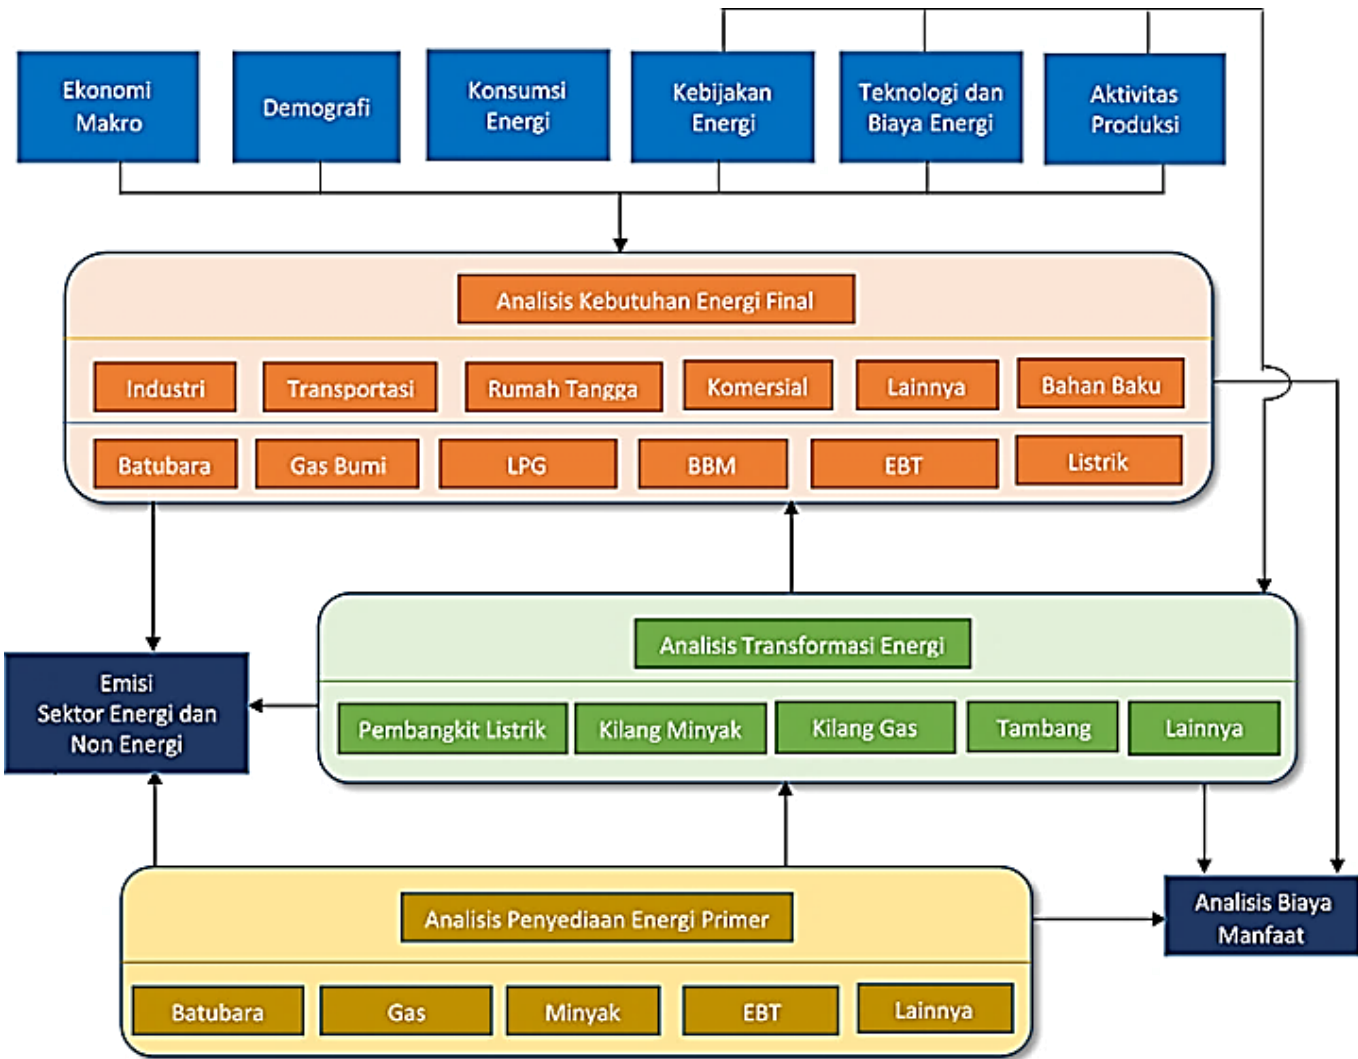 Ekonomi
Makro
Demografi
Konsumsi
Energi
Kebijakan
Energi
Teknologi dan
Biaya Energi
Aktivitas
Produksi
Analisis Kebutuhan Energi Final
Industri
Transportasi
Rumah Tangga
Komersial
Lainnya
Bahan Baku
Batubara
Gas Bumi
LPG
BBM
EBT
Listrik
Analisis Transformasi Energi
Pembangkit Listrik
Kilang Minyak
Kilang Gas
Tambang
Lainnya
Emisi
Sektor Energi dan
Non Energi
Analisis Penyediaan Energi Primer
Batubara
Gas
Minyak
EBT
Lainnya
Analisis Biaya
Manfaat